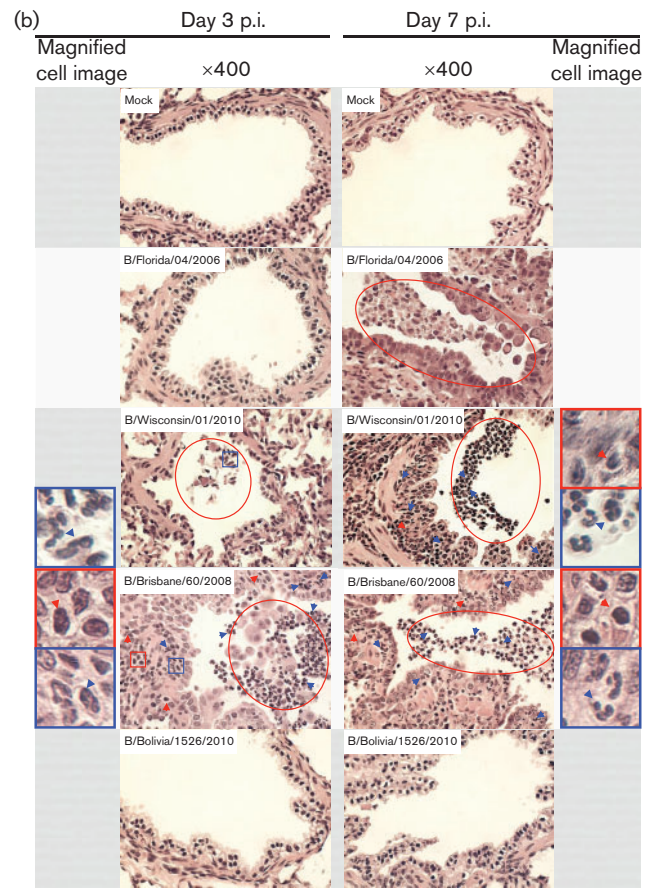 (b)
Day 3 p.i.
Day 7 p.i.
Magnified
cell image
×400
×400
Magnified
cell image
Mock
Mock
B/Florida/04/2006
B/Florida/04/2006
B/Wisconsin/01/2010
B/Wisconsin/01/2010
B/Brisbane/60/2008
B/Brisbane/60/2008
B/Bolivia/1526/2010
B/Bolivia/1526/2010